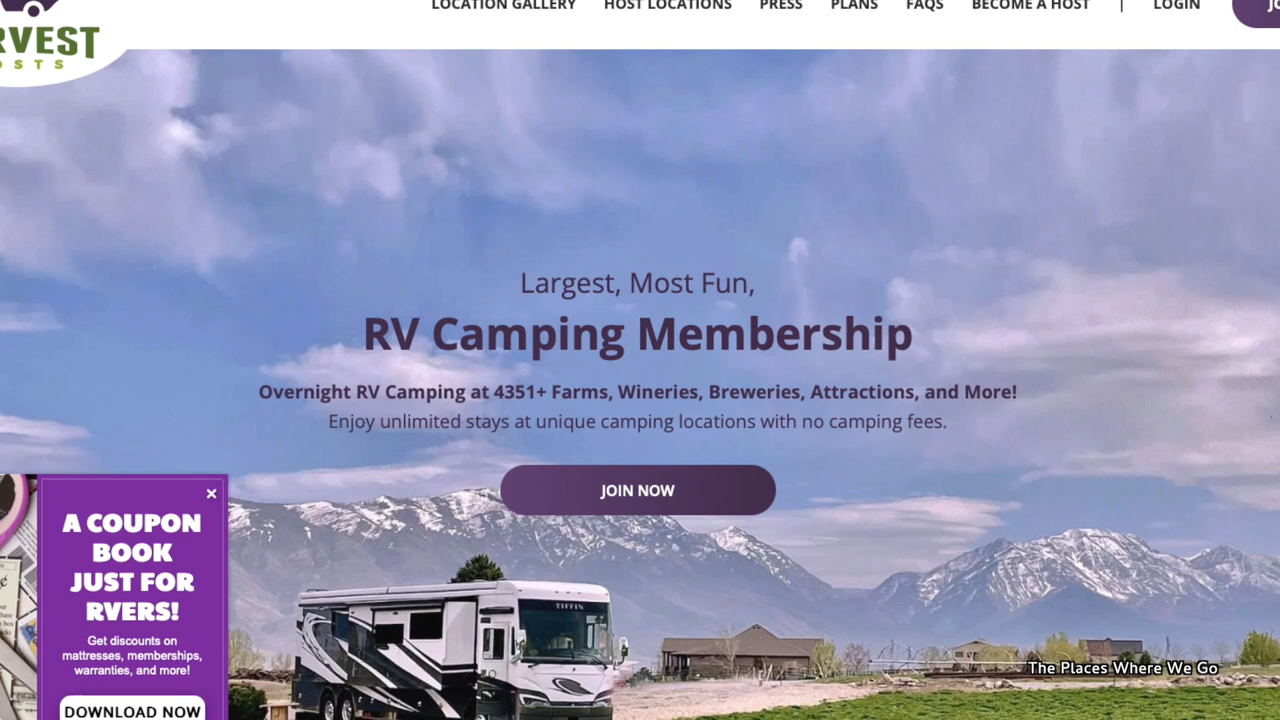 LOCATION GALLERY HOST LOCATIONS PRESS PLANS FAQS BECOME A HOST | LOGIN
RVEST
OSTS
Largest, Most Fun,
RV Camping Membership
Overnight RV Camping at 4351+ Farms, Wineries, Breweries, Attractions, and More!
Enjoy unlimited stays at unique camping locations with no camping fees.
JOIN NOW
A COUPON
BOOK
JUST FOR
RVERS!
Get discounts on
mattresses, memberships,
warranties, and more!
DOWNLOAD NOW
TIFFIN
The Places Where We Go